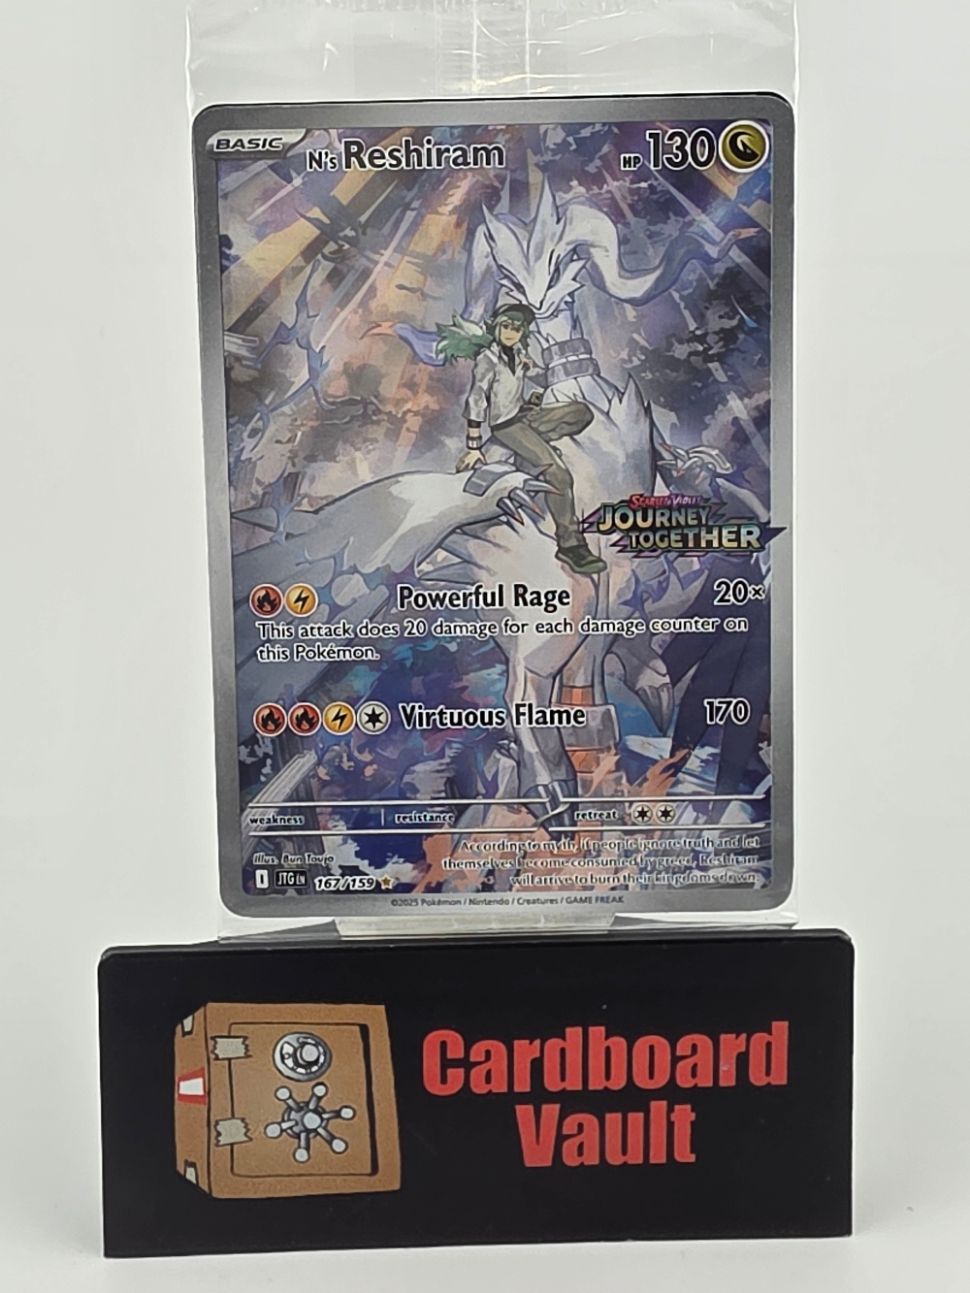 BASIC
N's Reshiram
HP 130
SCARLET & VIOLET
JOURNEY
TOGETHER
Powerful Rage 20×
This attack does 20 damage for each damage counter on
this Pokémon.
Virtuous Flame 170
weakness resistance retreat
According to myth, if people ignore truth and let
themselves become consumed by greed, Reshiram
will arrive to burn their kingdoms down.
Illus. Bun Toujo
I JTG EN 167/159
©2025 Pokémon / Nintendo / Creatures / GAME FREAK
Cardboard
Vault